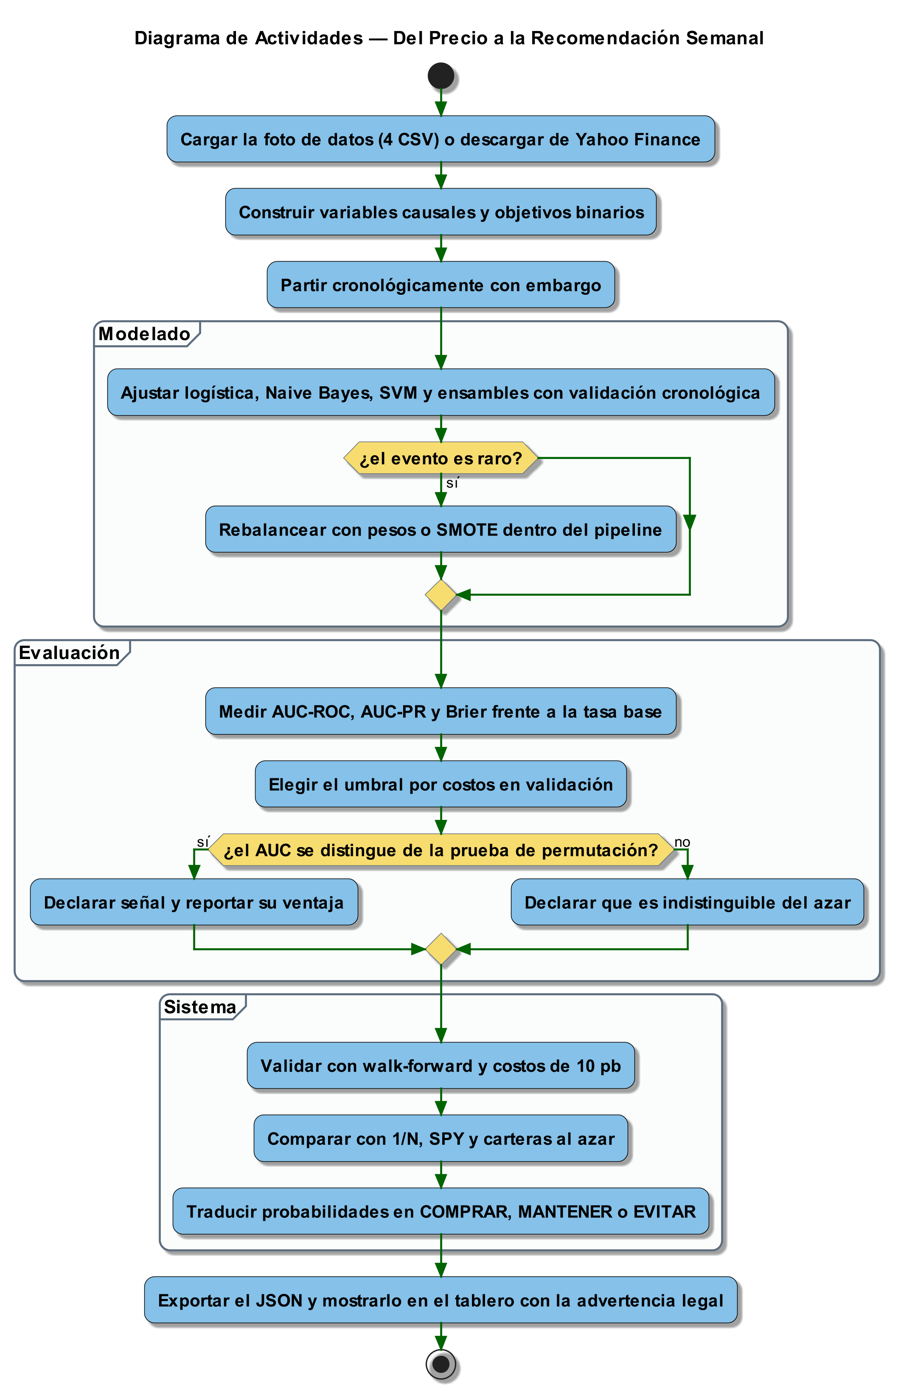 Diagrama de Actividades — Del Precio a la Recomendación Semanal
Cargar la foto de datos (4 CSV) o descargar de Yahoo Finance
Construir variables causales y objetivos binarios
Partir cronológicamente con embargo
Modelado
Ajustar logística, Naive Bayes, SVM y ensambles con validación cronológica
¿el evento es raro?
sí
Rebalancear con pesos o SMOTE dentro del pipeline
Evaluación
Medir AUC-ROC, AUC-PR y Brier frente a la tasa base
Elegir el umbral por costos en validación
sí
¿el AUC se distingue de la prueba de permutación?
no
Declarar señal y reportar su ventaja
Declarar que es indistinguible del azar
Sistema
Validar con walk-forward y costos de 10 pb
Comparar con 1/N, SPY y carteras al azar
Traducir probabilidades en COMPRAR, MANTENER o EVITAR
Exportar el JSON y mostrarlo en el tablero con la advertencia legal